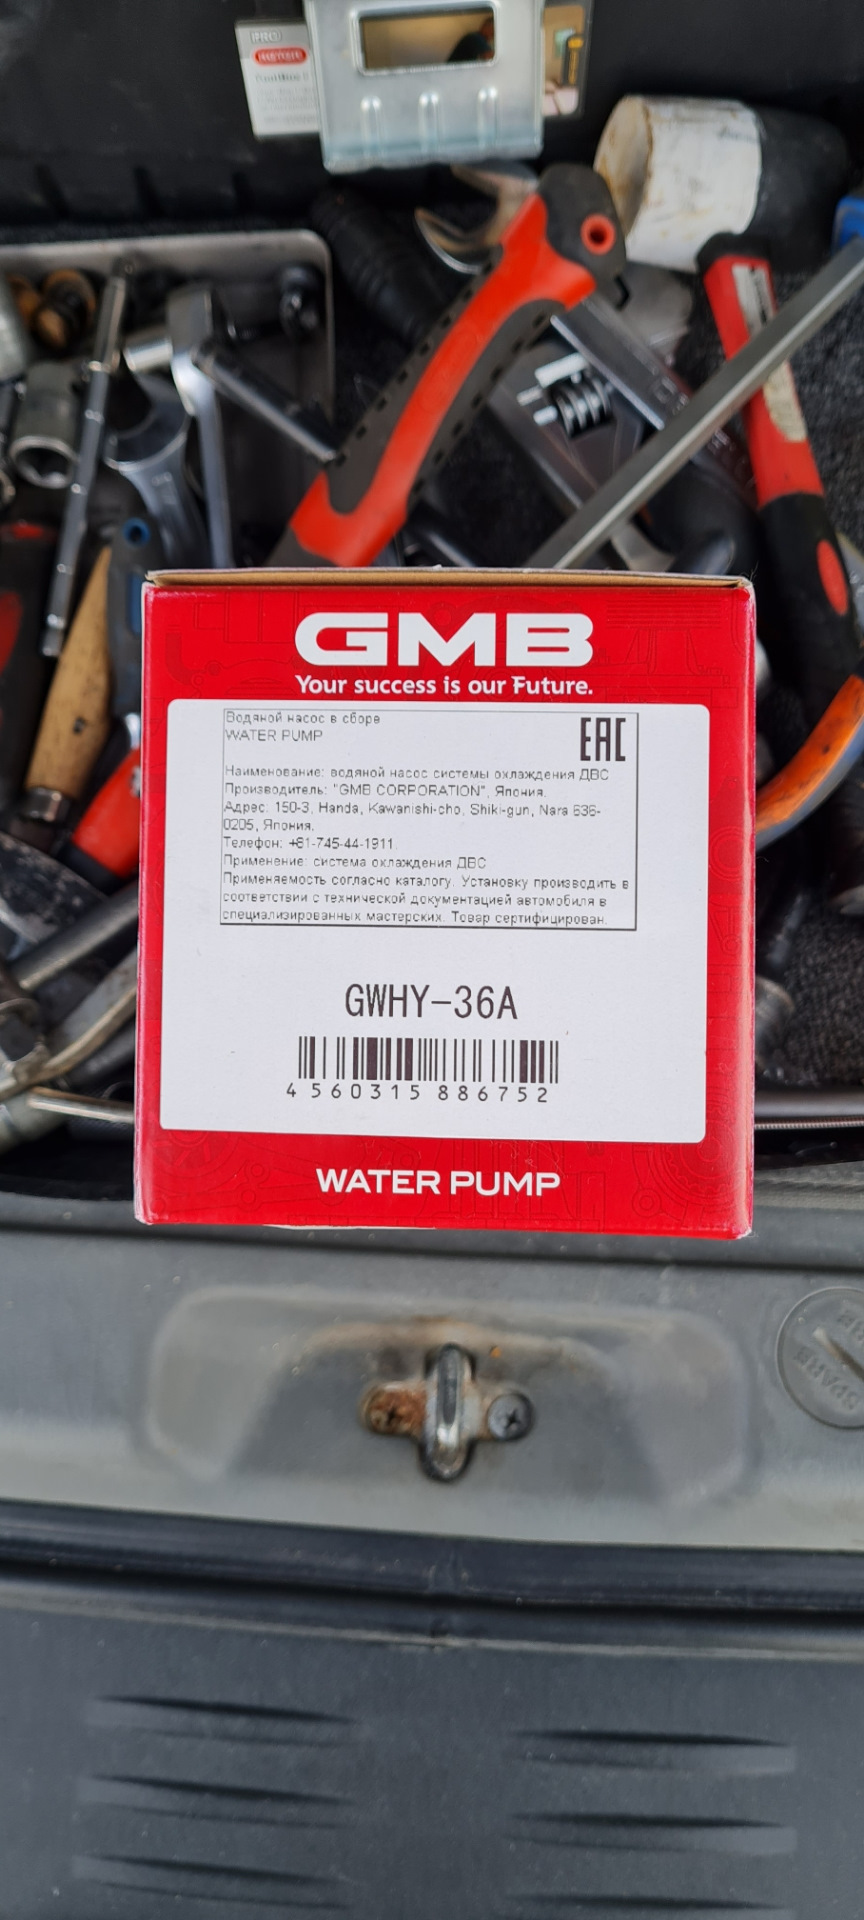 PRO
GMB
Your success is our Future.
Водяной насос в сборе
WATER PUMP
EAC
Наименование: водяной насос системы охлаждения ДВС
Производитель: "GMB CORPORATION", Япония.
Адрес: 150-3, Handa, Kawanishi-cho, Shiki-gun, Nara 636-
0205, Япония.
Телефон: +81-745-44-1911.
Применение: система охлаждения ДВС
Применяемость согласно каталогу. Установку производить в
соответствии с технической документацией автомобиля в
специализированных мастерских. Товар сертифицирован.
GWHY-36A
4 560315 886752
WATER PUMP
SPARE